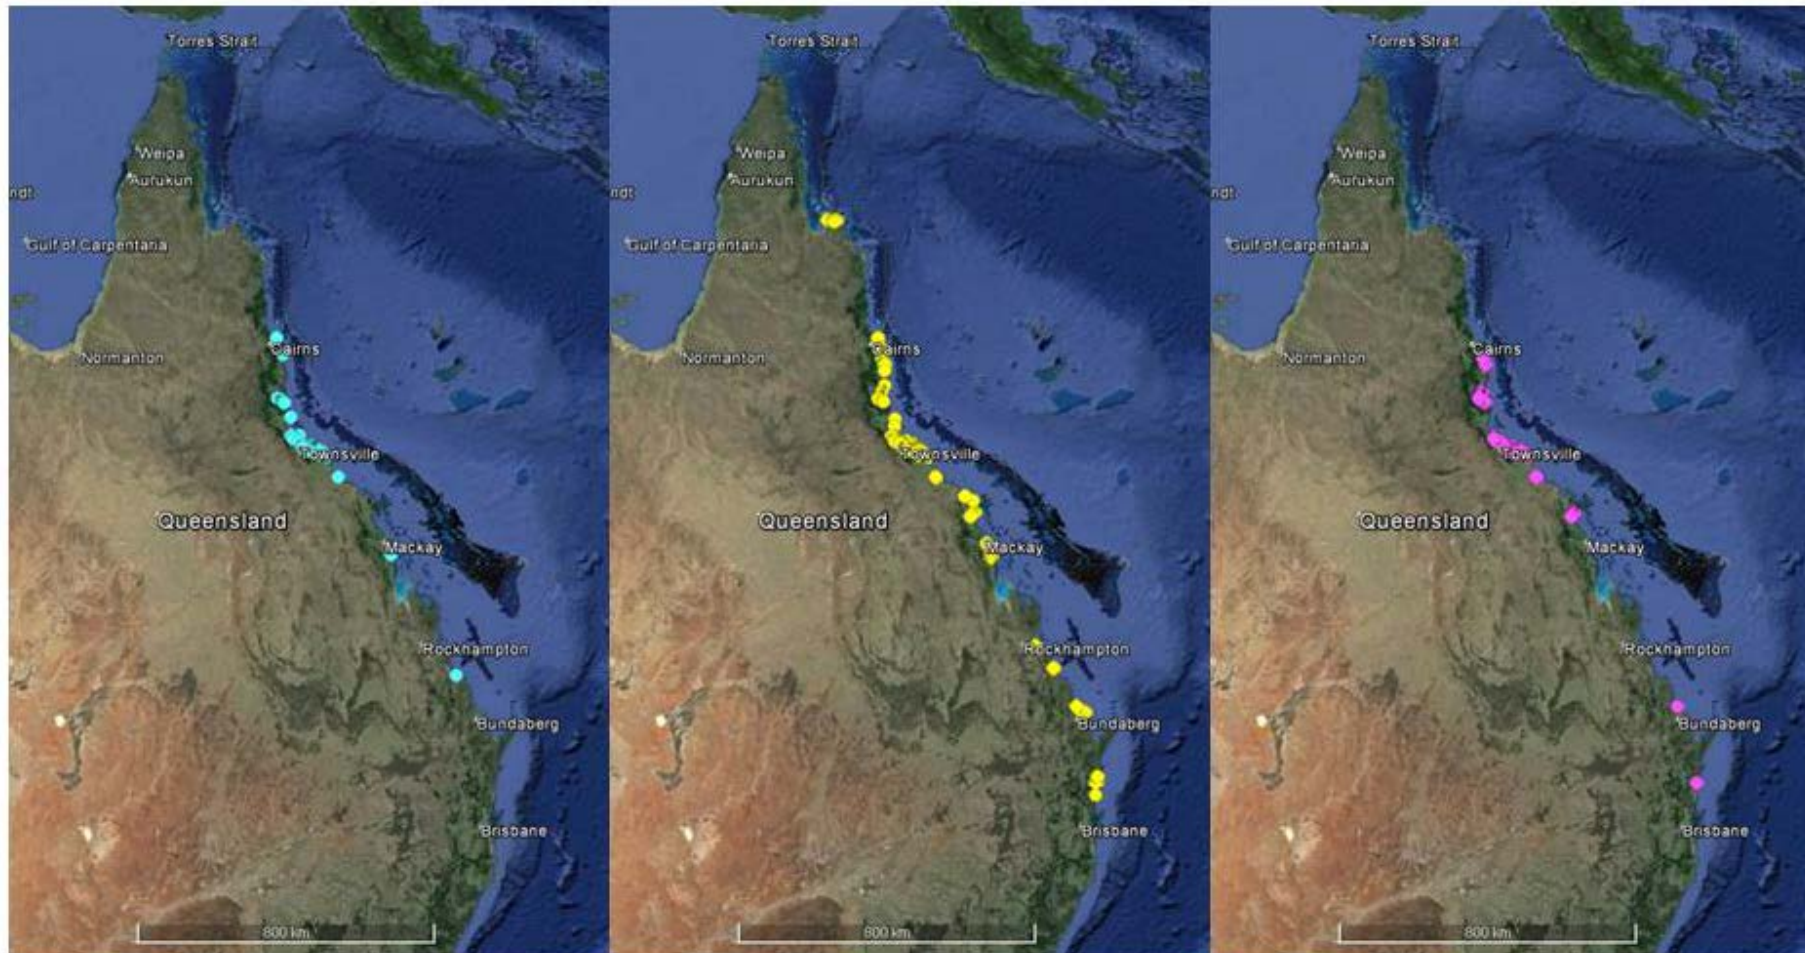 Torres Strait
Weipa
Aurukun
ndt
Gulf of Carpentaria
Cairns
Normanton
Townsville
Queensland
Mackay
Rockhampton
Bundaberg
Brisbane
800 km
Torres Strait
Weipa
Aurukun
ndt
Gulf of Carpentaria
Cairns
Normanton
Townsville
Queensland
Mackay
Rockhampton
Bundaberg
Brisbane
800 km
Torres Strait
Weipa
Aurukun
ndt
Gulf of Carpentaria
Cairns
Normanton
Townsville
Queensland
Mackay
Rockhampton
Bundaberg
Brisbane
800 km